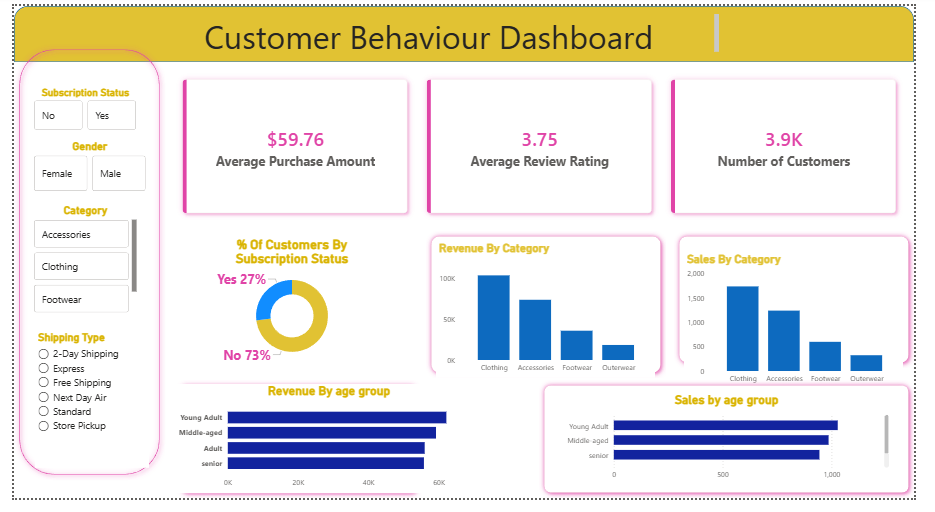 Customer Behaviour Dashboard
Subscription Status
No Yes
Gender
Female Male
Category
Accessories
Clothing
Footwear
Shipping Type
2-Day Shipping
Express
Free Shipping
Next Day Air
Standard
Store Pickup
$59.76
Average Purchase Amount
3.75
Average Review Rating
3.9K
Number of Customers
% Of Customers By
Subscription Status
Yes 27%
No 73%
Revenue By Category
100K
50K
0K
Clothing Accessories Footwear Outerwear
Sales By Category
2,000
1,500
1,000
500
0
Clothing Accessories Footwear Outerwear
Revenue By age group
Young Adult
Middle-aged
Adult
senior
0K 20K 40K 60K
Sales by age group
Young Adult
Middle-aged
senior
0 500 1,000